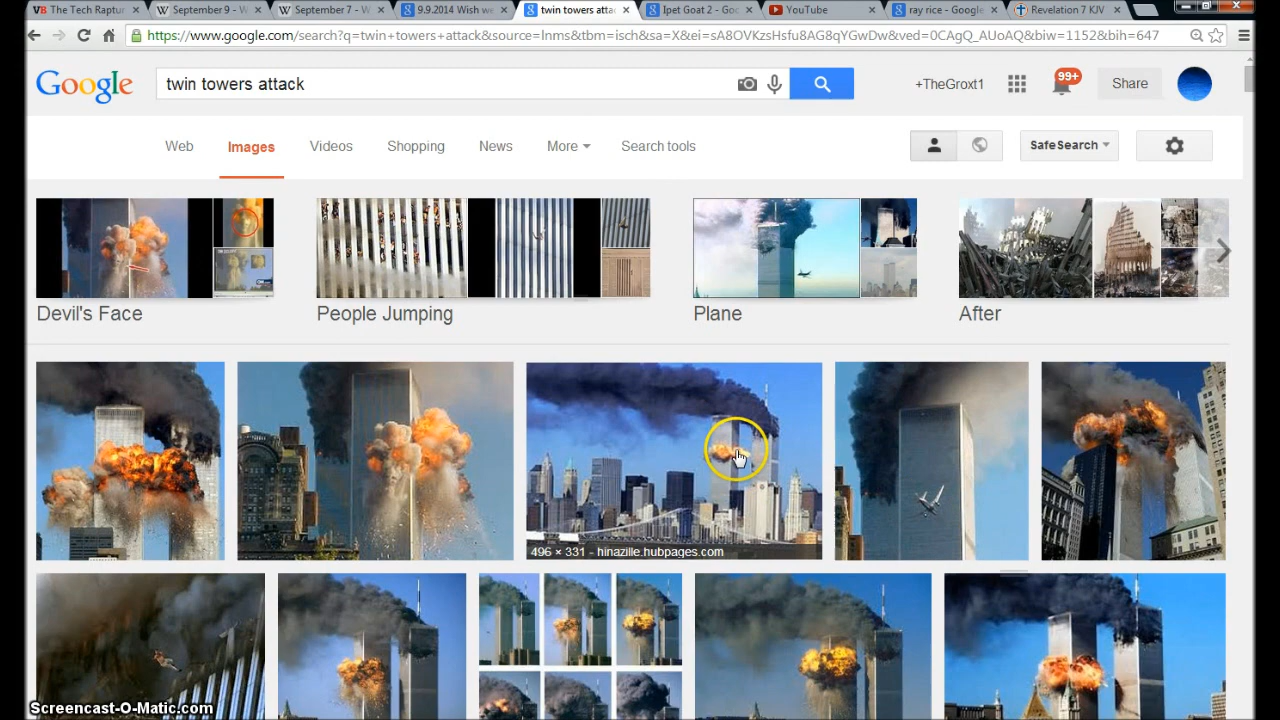 The Tech Raptur
September 9 - W
September 7 - W
9.9.2014 Wish we
twin towers atta
Ipet Goat 2 - Goo
YouTube
ray rice - Google
Revelation 7 KJV
https://www.google.com/search?q=twin+towers+attack&source=lnms&tbm=isch&sa=X&ei=sA8OVKzsHsfu8AG8qYGwDw&ved=0CAgQ_AUoAQ&biw=1152&bih=647
Google
twin towers attack
+TheGroxt1
99+
Share
Web
Images
Videos
Shopping
News
More
Search tools
SafeSearch
Devil's Face
People Jumping
Plane
After
496 × 331 - hinazille.hubpages.com
Screencast-O-Matic.com